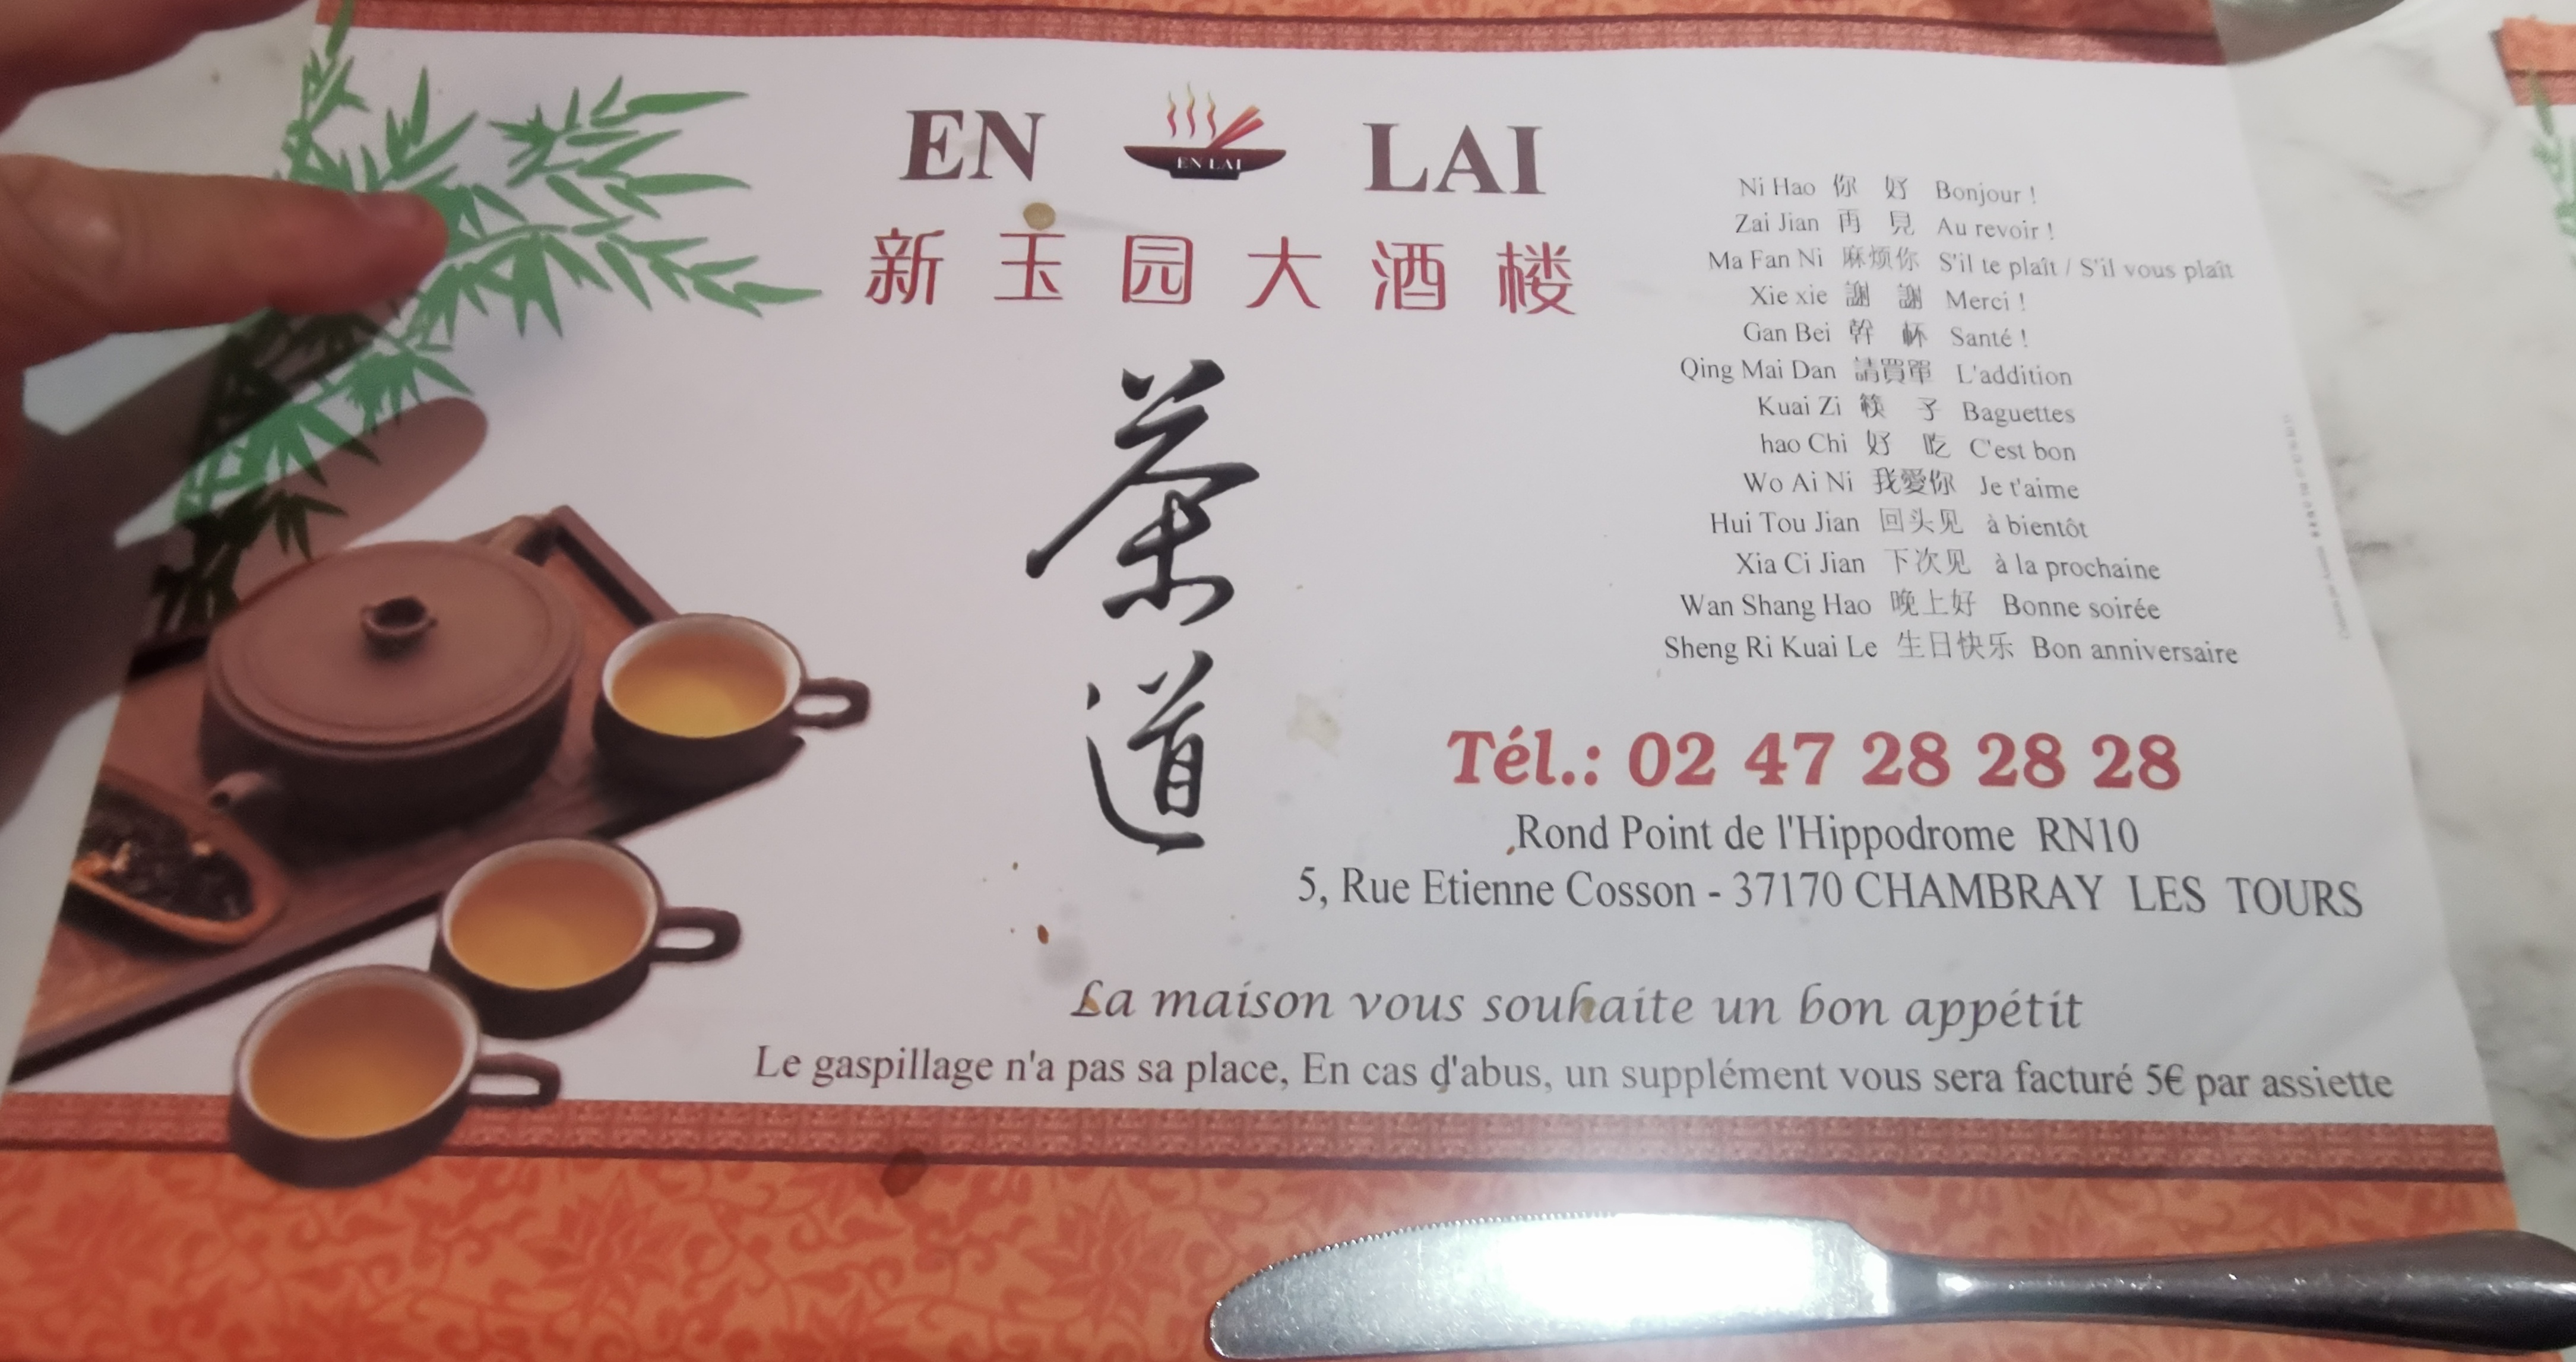 EN LAI
EN LAI
新玉园大酒楼
茶
道
Ni Hao 你 好 Bonjour !
Zai Jian 再 見 Au revoir !
Ma Fan Ni 麻烦你 S'il te plaît / S'il vous plaît
Xie xie 謝 謝 Merci !
Gan Bei 幹 杯 Santé !
Qing Mai Dan 請買單 L'addition
Kuai Zi 筷 子 Baguettes
hao Chi 好 吃 C'est bon
Wo Ai Ni 我愛你 Je t'aime
Hui Tou Jian 回头见 à bientôt
Xia Ci Jian 下次见 à la prochaine
Wan Shang Hao 晚上好 Bonne soirée
Sheng Ri Kuai Le 生日快乐 Bon anniversaire
Tél.: 02 47 28 28 28
Rond Point de l'Hippodrome RN10
5, Rue Etienne Cosson - 37170 CHAMBRAY LES TOURS
La maison vous souhaite un bon appétit
Le gaspillage n'a pas sa place, En cas d'abus, un supplément vous sera facturé 5€ par assiette